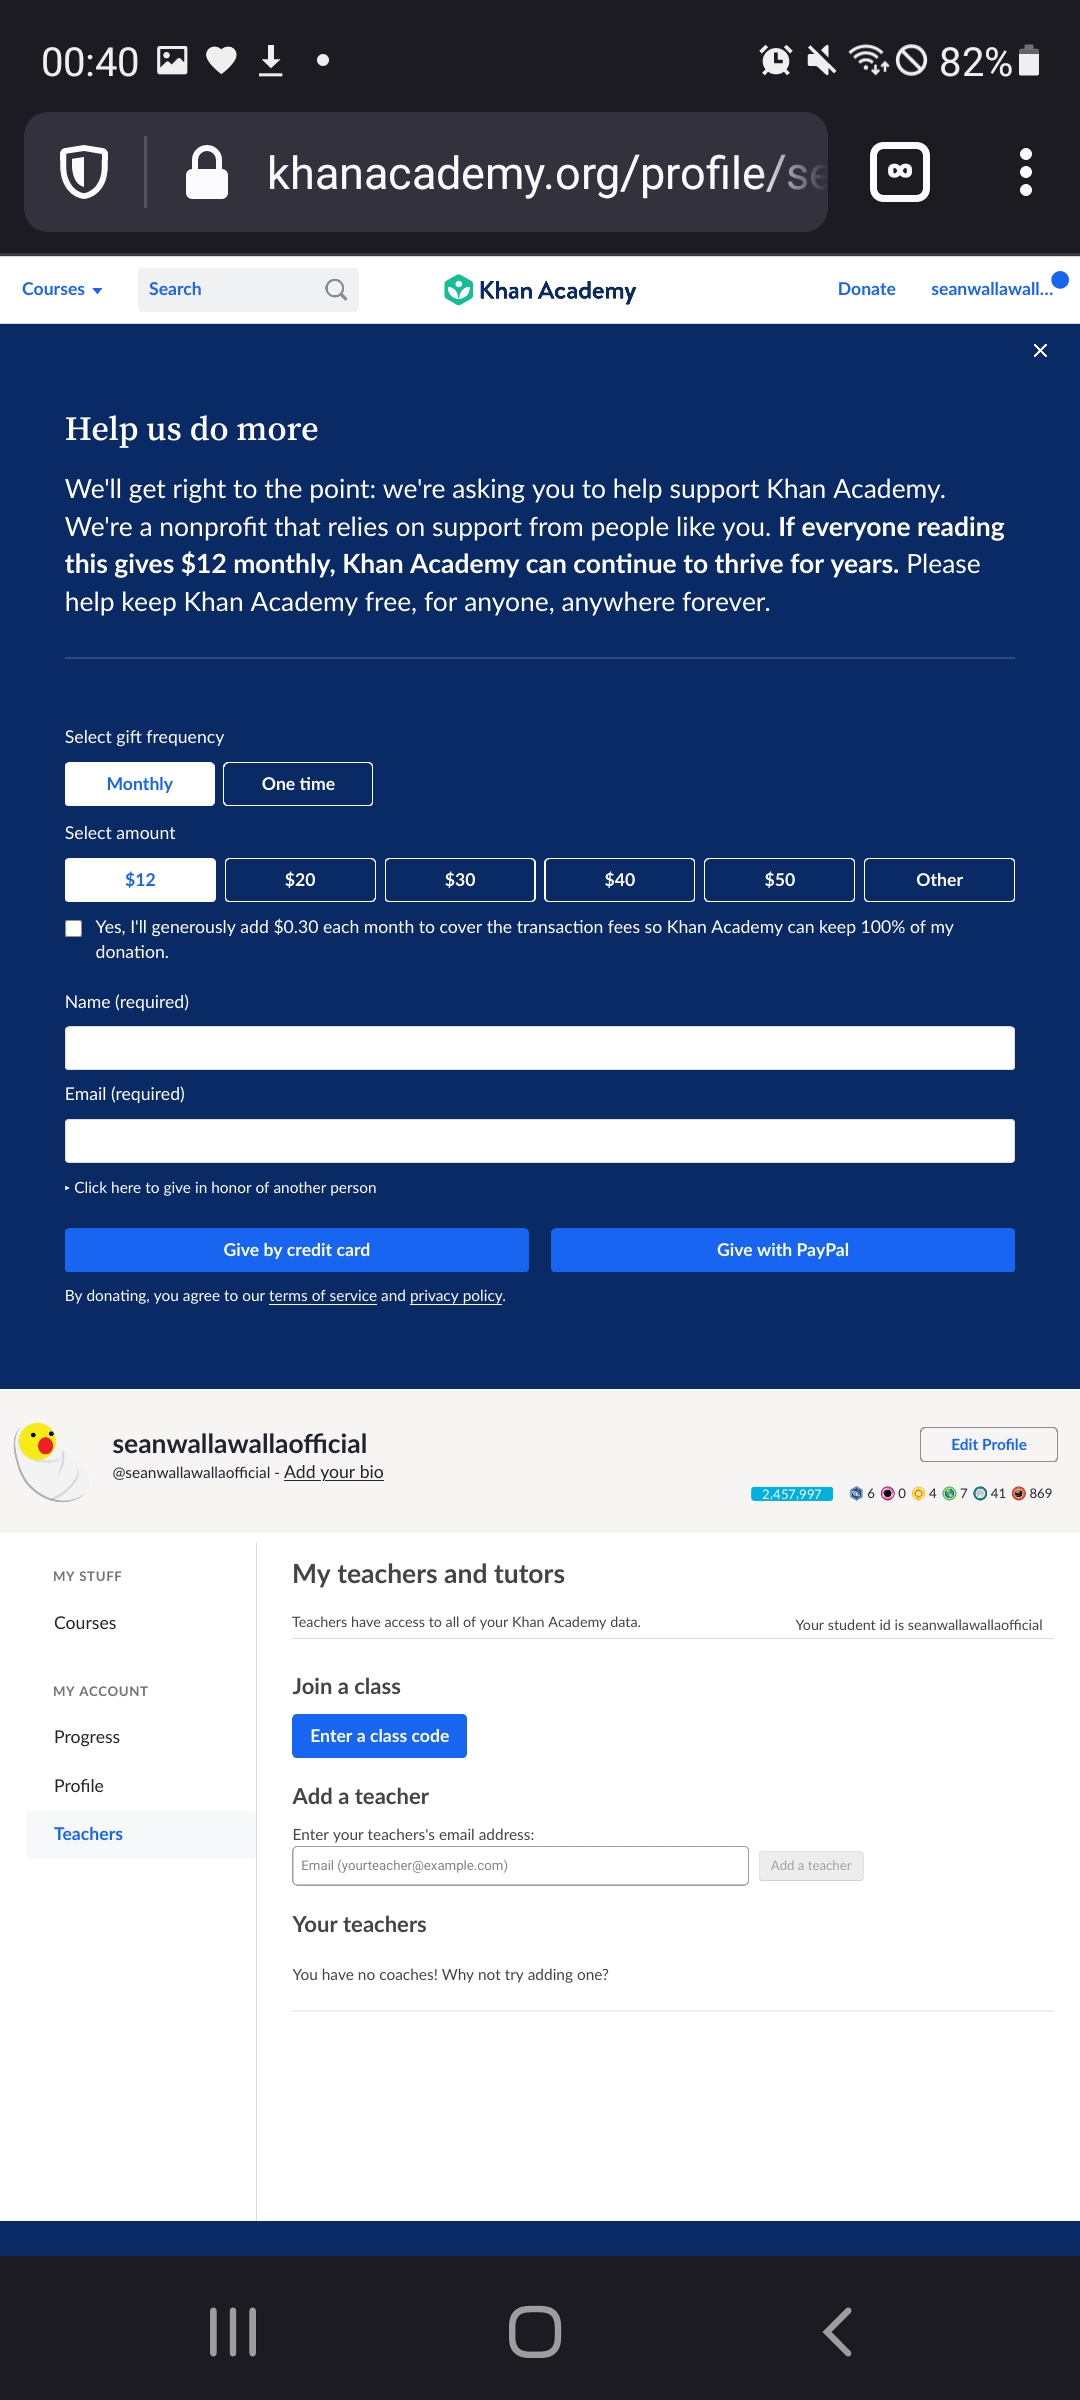 00:40
82%
khanacademy.org/profile/se
Courses
Search
Khan Academy
Donate
seanwallawall...
Help us do more
We'll get right to the point: we're asking you to help support Khan Academy.
We're a nonprofit that relies on support from people like you. If everyone reading
this gives $12 monthly, Khan Academy can continue to thrive for years. Please
help keep Khan Academy free, for anyone, anywhere forever.
Select gift frequency
Monthly
One time
Select amount
$12
$20
$30
$40
$50
Other
Yes, I'll generously add $0.30 each month to cover the transaction fees so Khan Academy can keep 100% of my
donation.
Name (required)
Email (required)
Click here to give in honor of another person
Give by credit card
Give with PayPal
By donating, you agree to our terms of service and privacy policy.
seanwallawallaofficial
@seanwallawallaofficial - Add your bio
Edit Profile
2,457,997
6 0 4 7 41 869
MY STUFF
Courses
MY ACCOUNT
Progress
Profile
Teachers
My teachers and tutors
Teachers have access to all of your Khan Academy data.
Your student id is seanwallawallaofficial
Join a class
Enter a class code
Add a teacher
Enter your teachers's email address:
Email (yourteacher@example.com)
Add a teacher
Your teachers
You have no coaches! Why not try adding one?